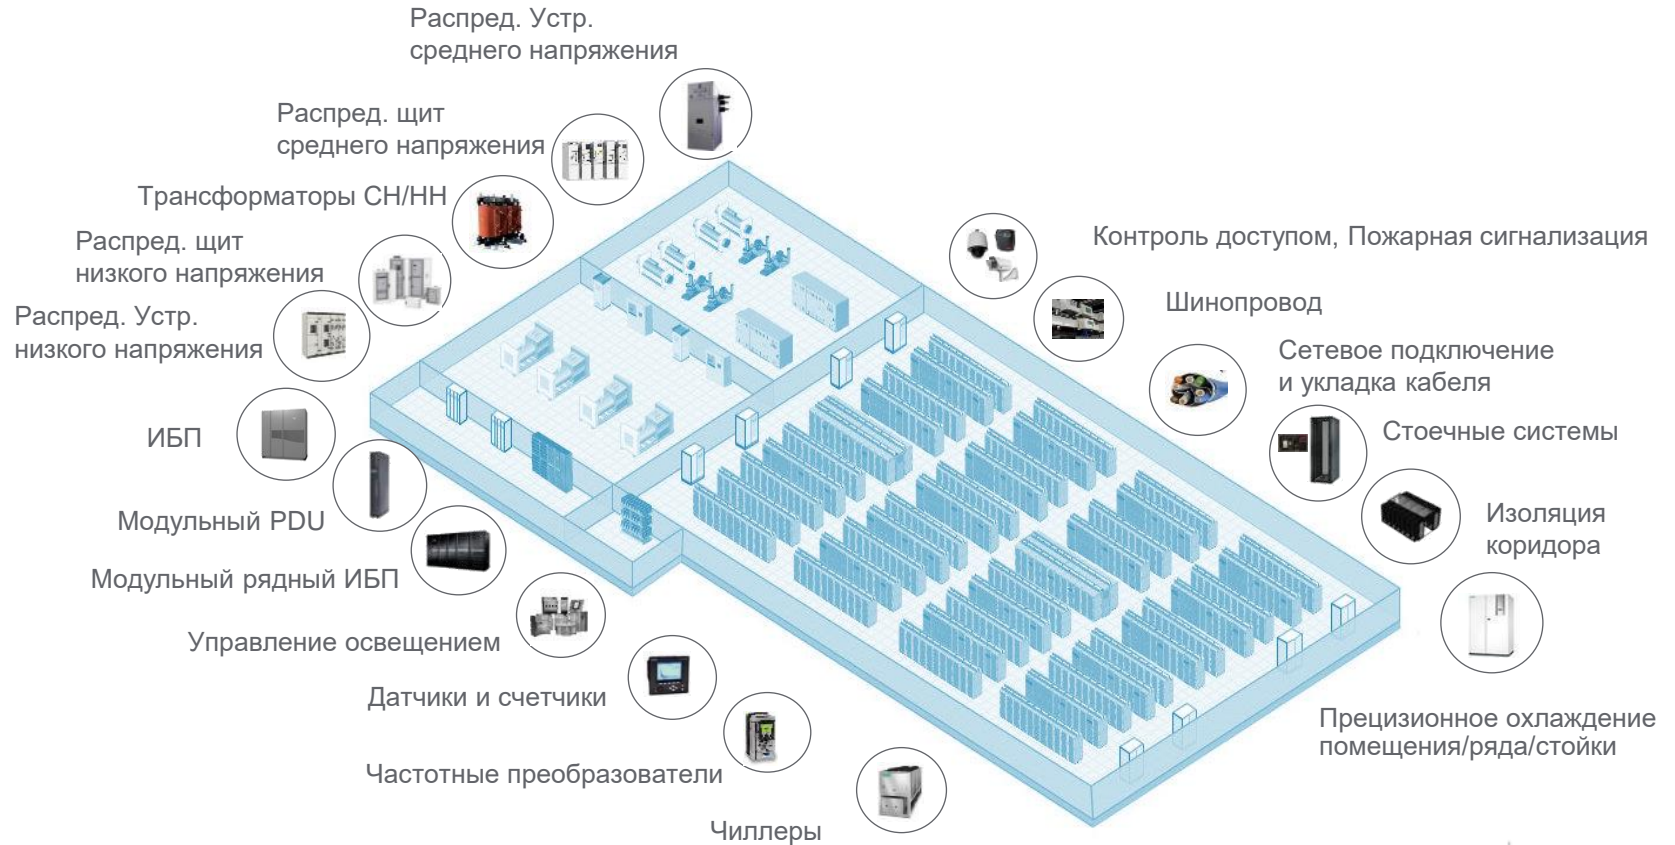 Распред. Устр.
среднего напряжения
Распред. щит
среднего напряжения
Трансформаторы СН/НН
Распред. щит
низкого напряжения
Распред. Устр.
низкого напряжения
ИБП
Модульный PDU
Модульный рядный ИБП
Управление освещением
Датчики и счетчики
Частотные преобразователи
Чиллеры
Контроль доступом, Пожарная сигнализация
Шинопровод
Сетевое подключение
и укладка кабеля
Стоечные системы
Изоляция
коридора
Прецизионное охлаждение
помещения/ряда/стойки